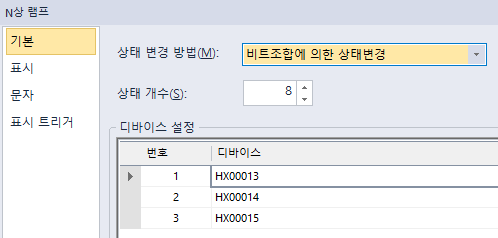 N상 램프
기본
표시
문자
표시 트리거
상태 변경 방법(M): 비트조합에 의한 상태변경
상태 개수(S): 8
디바이스 설정
번호 디바이스
1 HX00013
2 HX00014
3 HX00015